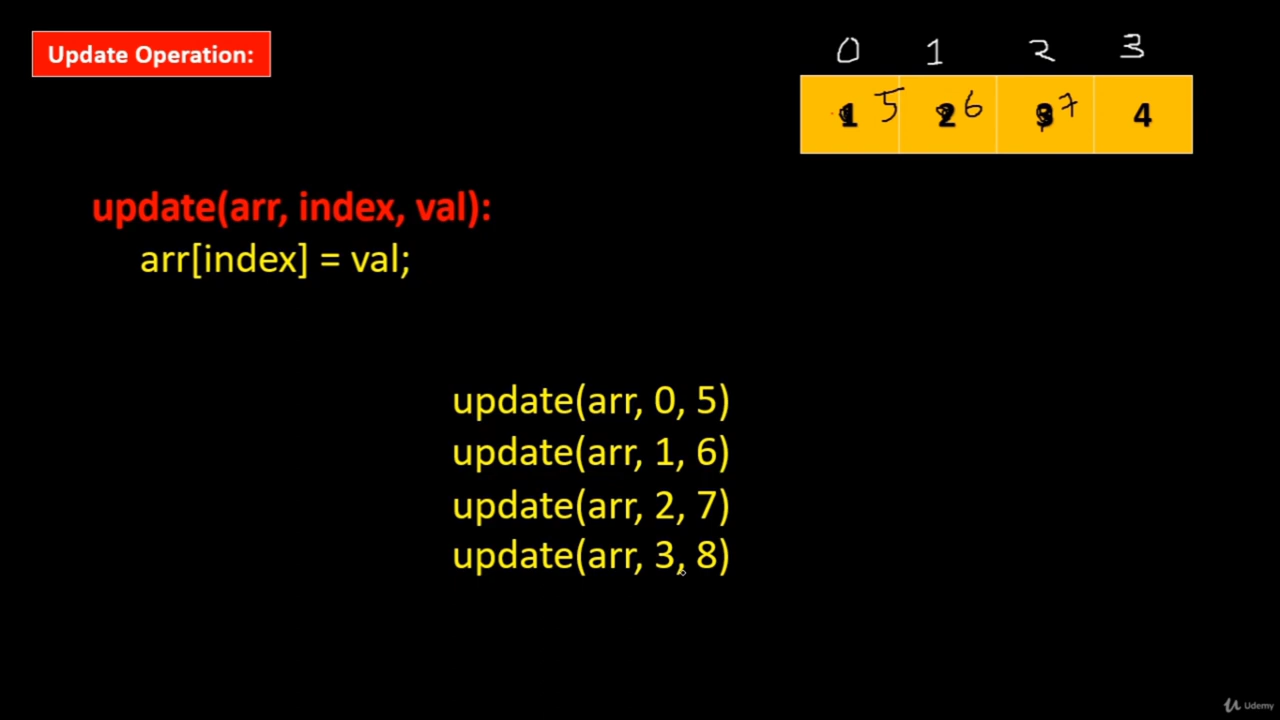 Update Operation:
0 1 2 3
1 5 2 6 3 7 4
update(arr, index, val):
arr[index] = val;
update(arr, 0, 5)
update(arr, 1, 6)
update(arr, 2, 7)
update(arr, 3, 8)
Udemy